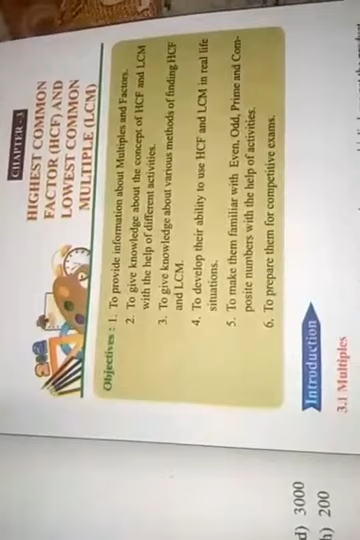 CHAPTER -3
HIGHEST COMMON
FACTOR (HCF) AND
LOWEST COMMON
MULTIPLE (LCM)
Objectives : 1. To provide information about Multiples and Factors.
2. To give knowledge about the concept of HCF and LCM
with the help of different activities.
3. To give knowledge about various methods of finding HCF
and LCM.
4. To develop their ability to use HCF and LCM in real life
situations.
5. To make them familiar with Even, Odd, Prime and Com-
posite numbers with the help of activities.
6. To prepare them for competitive exams.
Introduction
3.1 Multiples
d) 3000
h) 200